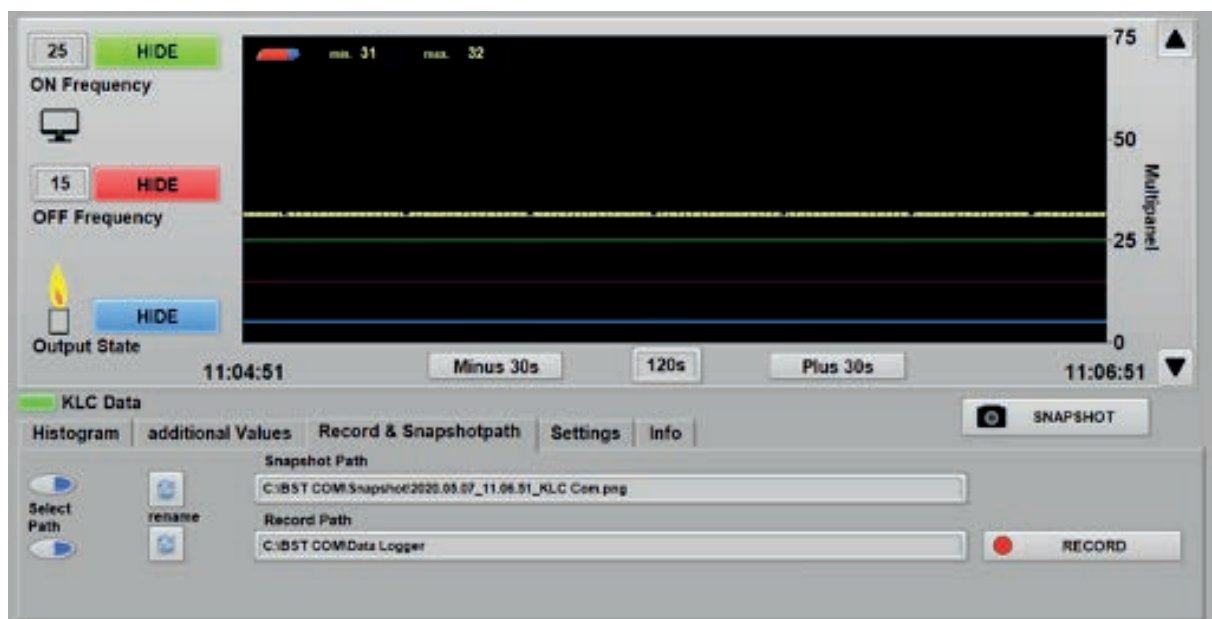 25 HIDE
ON Frequency
15 HIDE
OFF Frequency
HIDE
Output State
min. 31 max. 32
75
50
25
0
Multipanel
11:04:51 Minus 30s 120s Plus 30s 11:06:51
KLC Data
SNAPSHOT
Histogram additional Values Record & Snapshotpath Settings Info
Snapshot Path
C:\BST COM\Snapshot\2020.05.07_11.06.51_KLC Com.png
Select
Path
rename
Record Path
C:\BST COM\Data Logger
RECORD